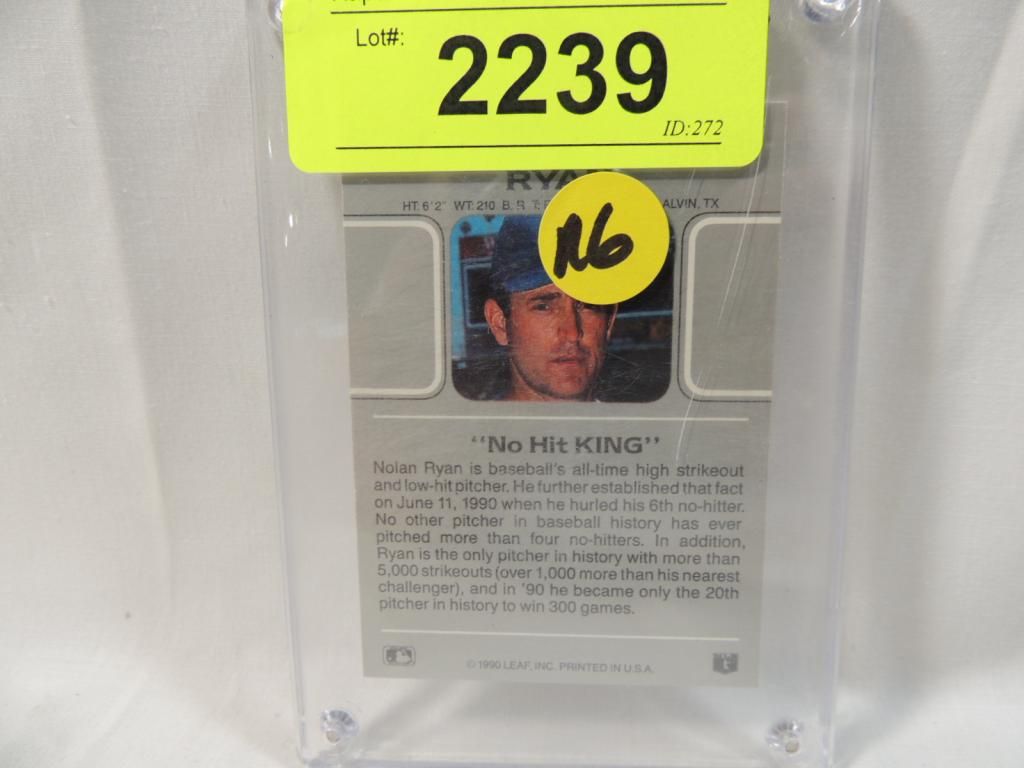 Lot#:
2239
ID:272
RYAN
HT: 6'2" WT: 210 B. R. T: ALVIN, TX
R6
"No Hit KING"
Nolan Ryan is baseball's all-time high strikeout
and low-hit pitcher. He further established that fact
on June 11, 1990 when he hurled his 6th no-hitter.
No other pitcher in baseball history has ever
pitched more than four no-hitters. In addition,
Ryan is the only pitcher in history with more than
5,000 strikeouts (over 1,000 more than his nearest
challenger), and in '90 he became only the 20th
pitcher in history to win 300 games.
© 1990 LEAF, INC. PRINTED IN U.S.A.